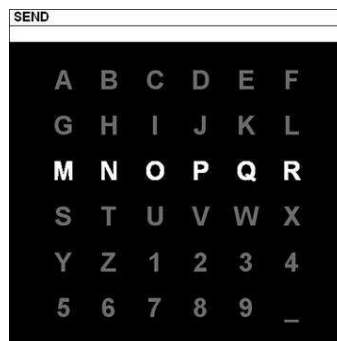 SEND
A B C D E F
G H I J K L
M N O P Q R
S T U V W X
Y Z 1 2 3 4
5 6 7 8 9 _